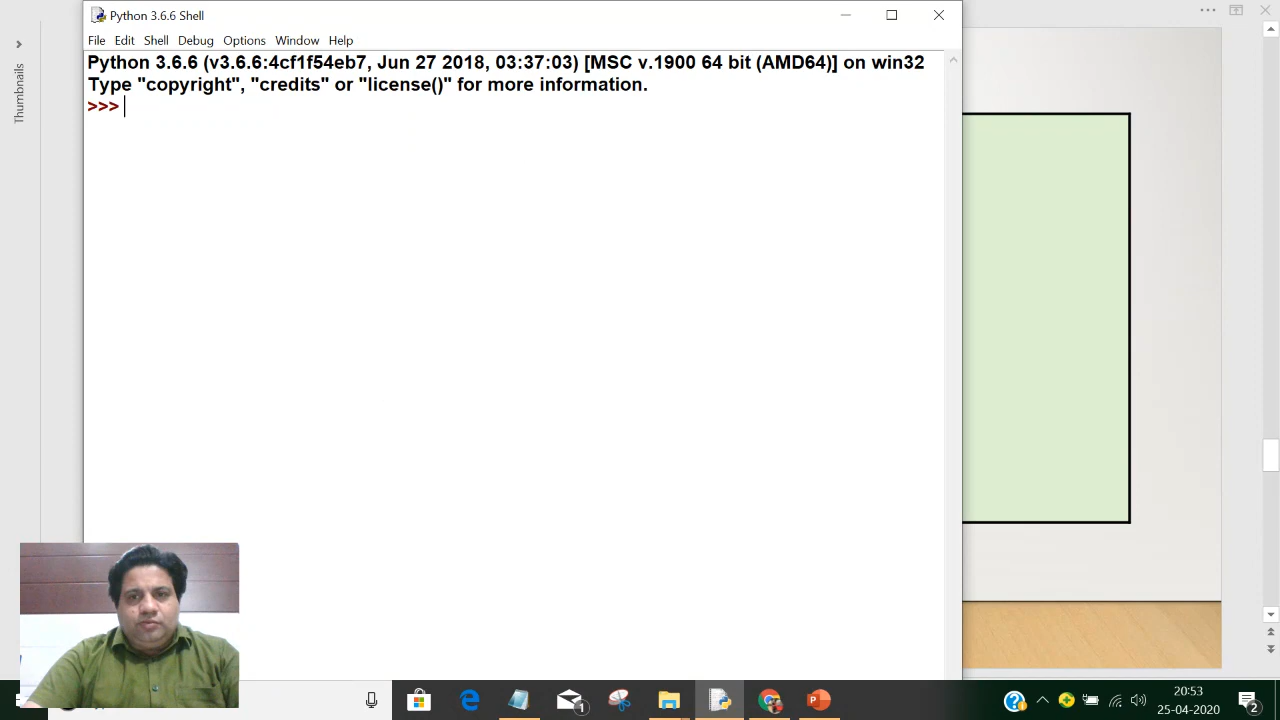 Python 3.6.6 Shell
File Edit Shell Debug Options Window Help
Python 3.6.6 (v3.6.6:4cf1f54eb7, Jun 27 2018, 03:37:03) [MSC v.1900 64 bit (AMD64)] on win32
Type "copyright", "credits" or "license()" for more information.
>>>
Thumbnails
1
20:53
25-04-2020
2